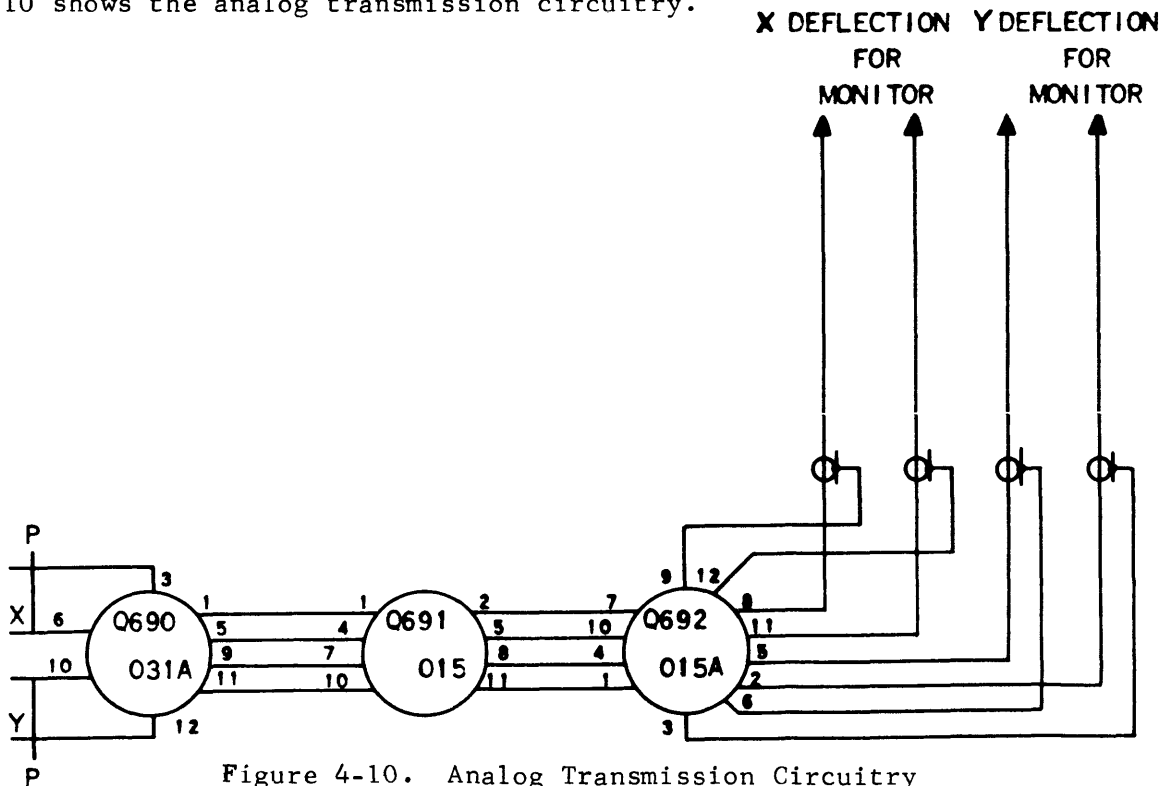 10 shows the analog transmission circuitry.
X DEFLECTION Y DEFLECTION
FOR FOR
MONITOR MONITOR
P
3
X 6 Q690 1 1 Q691 2 7 9 12 Q692 8
5 4 5 10 11
10 031A 9 7 015 8 4 015A 5
11 10 11 1 2
Y 12 3 6
P
Figure 4-10. Analog Transmission Circuitry